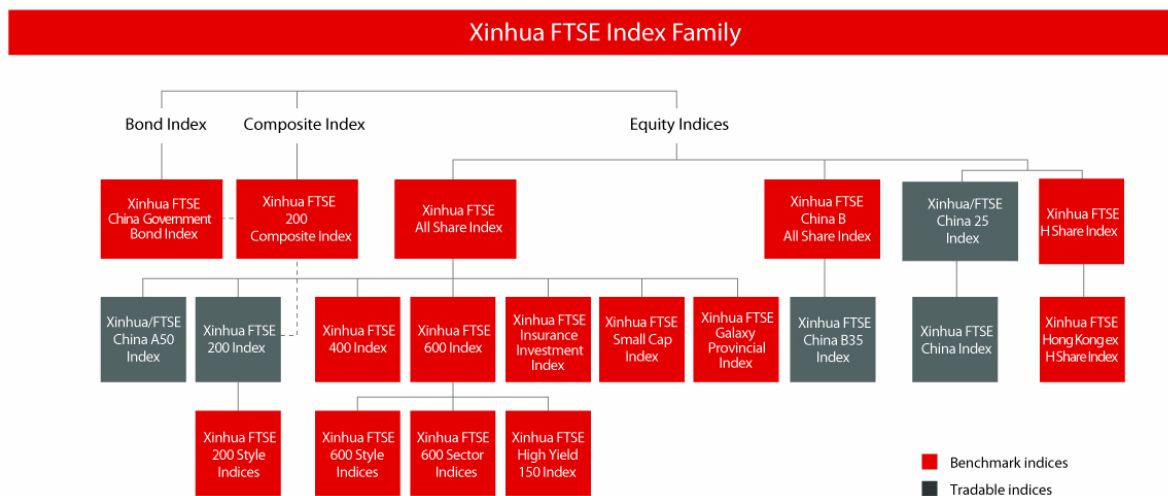 Xinhua FTSE Index Family
Bond Index
Composite Index
Equity Indices
Xinhua FTSE
China Government
Bond Index
Xinhua FTSE
200
Composite Index
Xinhua FTSE
All Share Index
Xinhua FTSE
China B
All Share Index
Xinhua/FTSE
China 25
Index
Xinhua FTSE
H Share Index
Xinhua/FTSE
China A50
Index
Xinhua FTSE
200 Index
Xinhua FTSE
400 Index
Xinhua FTSE
600 Index
Xinhua FTSE
Insurance
Investment
Index
Xinhua FTSE
Small Cap
Index
Xinhua FTSE
Galaxy
Provincial Index
Xinhua FTSE
China B35
Index
Xinhua FTSE
China Index
Xinhua FTSE
Hong Kong ex
H Share Index
Xinhua FTSE
200 Style
Indices
Xinhua FTSE
600 Style
Indices
Xinhua FTSE
600 Sector
Indices
Xinhua FTSE
High Yield
150 Index
Benchmark indices
Tradable indices